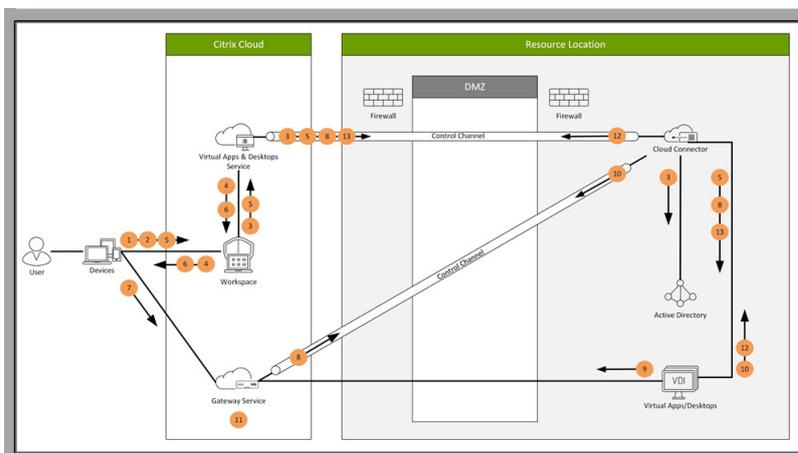 Citrix Cloud
Resource Location
DMZ
Firewall
Firewall
3 5 8 13
Control Channel
12
Virtual Apps & Desktops
Service
Cloud Connector
4
6
5
3
10
3
5
8
13
1 2 5
User
Devices
6 4
Workspace
Control Channel
7
Active Directory
8
12
10
9
VDI
Gateway Service
Virtual Apps/Desktops
11